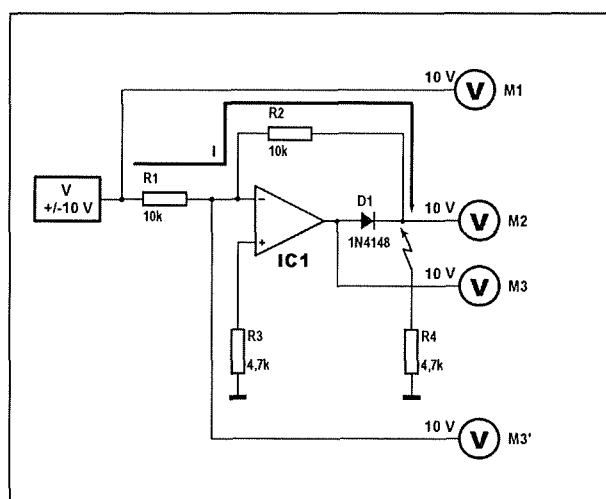 10 V
V
M1
R2
10k
I
R1
10k
V
+/-10 V
D1
1N4148
10 V
V
M2
IC1
10 V
V
M3
R3
4,7k
R4
4,7k
10 V
V
M3'